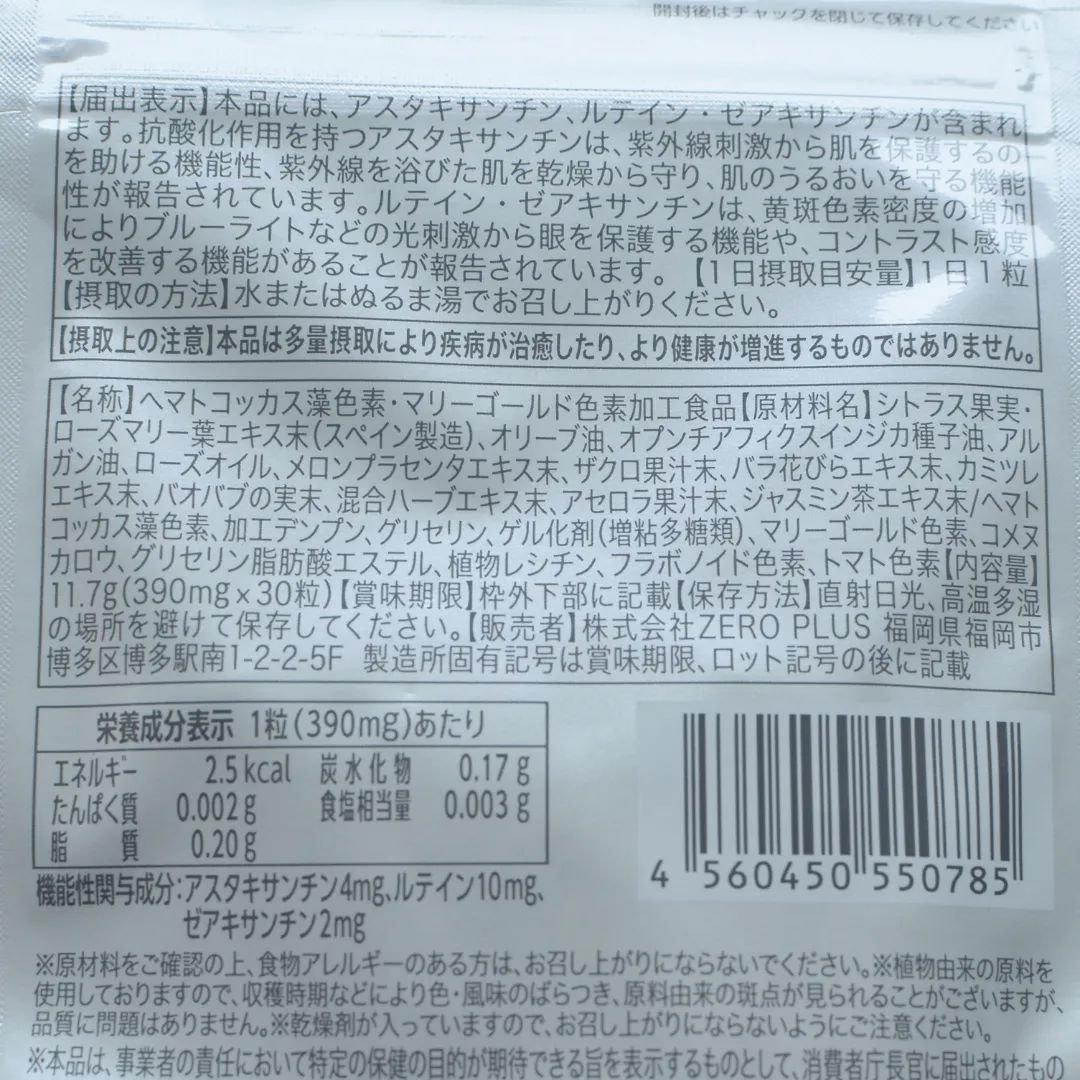 開封後はチャックを閉じて保存してください
【届出表示】本品には、アスタキサンチン、ルテイン・ゼアキサンチンが含まれ
ます。抗酸化作用を持つアスタキサンチンは、紫外線刺激から肌を保護するの
を助ける機能性、紫外線を浴びた肌を乾燥から守り、肌のうるおいを守る機能
性が報告されています。ルテイン・ゼアキサンチンは、黄斑色素密度の増加
によりブルーライトなどの光刺激から眼を保護する機能や、コントラスト感度
を改善する機能があることが報告されています。【1日摂取目安量】1日1粒
【摂取の方法】水またはぬるま湯でお召し上がりください。
【摂取上の注意】本品は多量摂取により疾病が治癒したり、より健康が増進するものではありません。
【名称】ヘマトコッカス藻色素・マリーゴールド色素加工食品【原材料名】シトラス果実・
ローズマリー葉エキス末(スペイン製造)、オリーブ油、オプンチアフィクスインジカ種子油、アル
ガン油、ローズオイル、メロンプラセンタエキス末、ザクロ果汁末、バラ花びらエキス末、カミツレ
エキス末、バオバブの実末、混合ハーブエキス末、アセロラ果汁末、ジャスミン茶エキス末/ヘマト
コッカス藻色素、加工デンプン、グリセリン、ゲル化剤(増粘多糖類)、マリーゴールド色素、コメヌ
カロウ、グリセリン脂肪酸エステル、植物レシチン、フラボノイド色素、トマト色素【内容量】
11.7g(390mg×30粒)【賞味期限】枠外下部に記載【保存方法】直射日光、高温多湿
の場所を避けて保存してください。【販売者】株式会社ZERO PLUS 福岡県福岡市
博多区博多駅南1-2-2-5F 製造所固有記号は賞味期限、ロット記号の後に記載
栄養成分表示 1粒(390mg)あたり
エネルギー 2.5kcal 炭水化物 0.17g
たんぱく質 0.002g 食塩相当量 0.003g
脂質 0.20g
機能性関与成分:アスタキサンチン4mg、ルテイン10mg、
ゼアキサンチン2mg
4 560450 550785
※原材料をご確認の上、食物アレルギーのある方は、お召し上がりにならないでください。※植物由来の原料を
使用しておりますので、収穫時期などにより色・風味のばらつき、原料由来の斑点が見られることがございますが、
品質に問題はありません。※乾燥剤が入っていますので、お召し上がりにならないようにご注意ください。
※本品は、事業者の責任において特定の保健の目的が期待できる旨を表示するものとして、消費者庁長官に届出されたもの